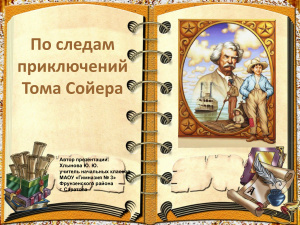 По следам
приключений
Тома Сойера
Автор презентации:
Хлынова Ю. Ю.
учитель начальных классов
МАОУ «Гимназия № 3»
Фрунзенского района
г. Саратова